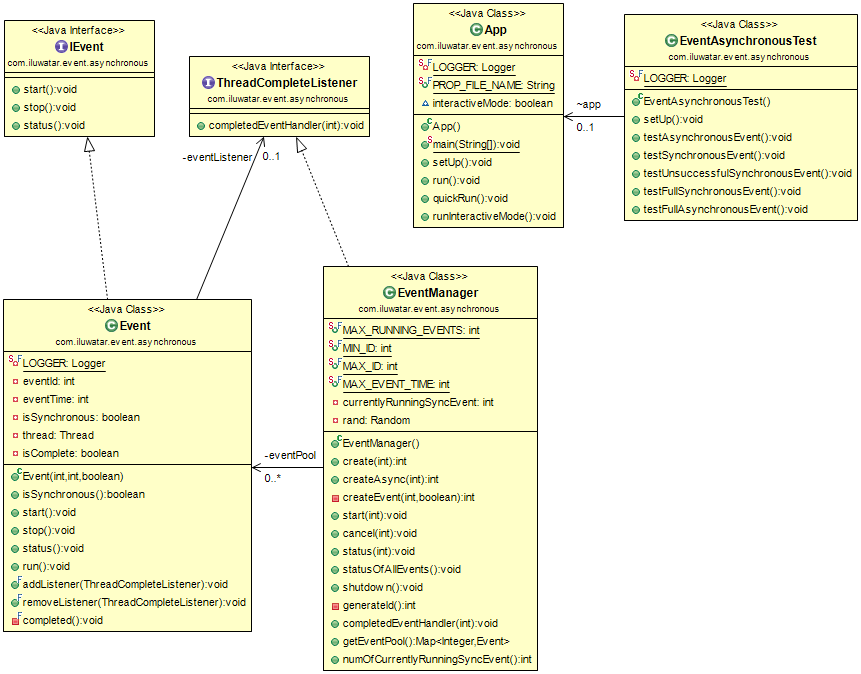 <<Java Interface>>
IEvent
com.iluwatar.event.asynchronous
start():void
stop():void
status():void
<<Java Interface>>
ThreadCompleteListener
com.iluwatar.event.asynchronous
completedEventHandler(int):void
<<Java Class>>
App
com.iluwatar.event.asynchronous
LOGGER: Logger
PROP_FILE_NAME: String
interactiveMode: boolean
App()
main(String[]):void
setUp():void
run():void
quickRun():void
runInteractiveMode():void
~app
0..1
<<Java Class>>
EventAsynchronousTest
com.iluwatar.event.asynchronous
LOGGER: Logger
EventAsynchronousTest()
setUp():void
testAsynchronousEvent():void
testSynchronousEvent():void
testUnsuccessfulSynchronousEvent():void
testFullSynchronousEvent():void
testFullAsynchronousEvent():void
-eventListener
0..1
<<Java Class>>
Event
com.iluwatar.event.asynchronous
LOGGER: Logger
eventId: int
eventTime: int
isSynchronous: boolean
thread: Thread
isComplete: boolean
Event(int,int,boolean)
isSynchronous():boolean
start():void
stop():void
status():void
run():void
addListener(ThreadCompleteListener):void
removeListener(ThreadCompleteListener):void
completed():void
-eventPool
0..*
<<Java Class>>
EventManager
com.iluwatar.event.asynchronous
MAX_RUNNING_EVENTS: int
MIN_ID: int
MAX_ID: int
MAX_EVENT_TIME: int
currentlyRunningSyncEvent: int
rand: Random
EventManager()
create(int):int
createAsync(int):int
createEvent(int,boolean):int
start(int):void
cancel(int):void
status(int):void
statusOfAllEvents():void
shutdown():void
generateId():int
completedEventHandler(int):void
getEventPool():Map<Integer,Event>
numOfCurrentlyRunningSyncEvent():int